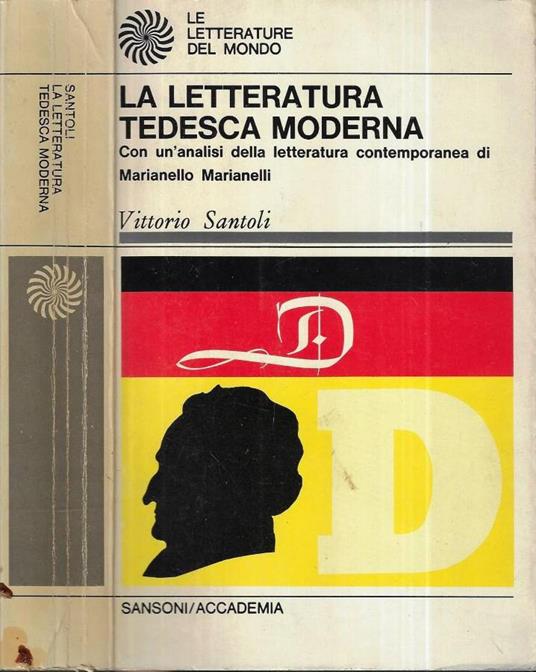 LE
LETTERATURE
DEL MONDO
LA LETTERATURA
TEDESCA MODERNA
Con un'analisi della letteratura contemporanea di
Marianello Marianelli
Vittorio Santoli
D
SANSONI/ACCADEMIA
SANTOLI
LA LETTERATURA
TEDESCA MODERNA